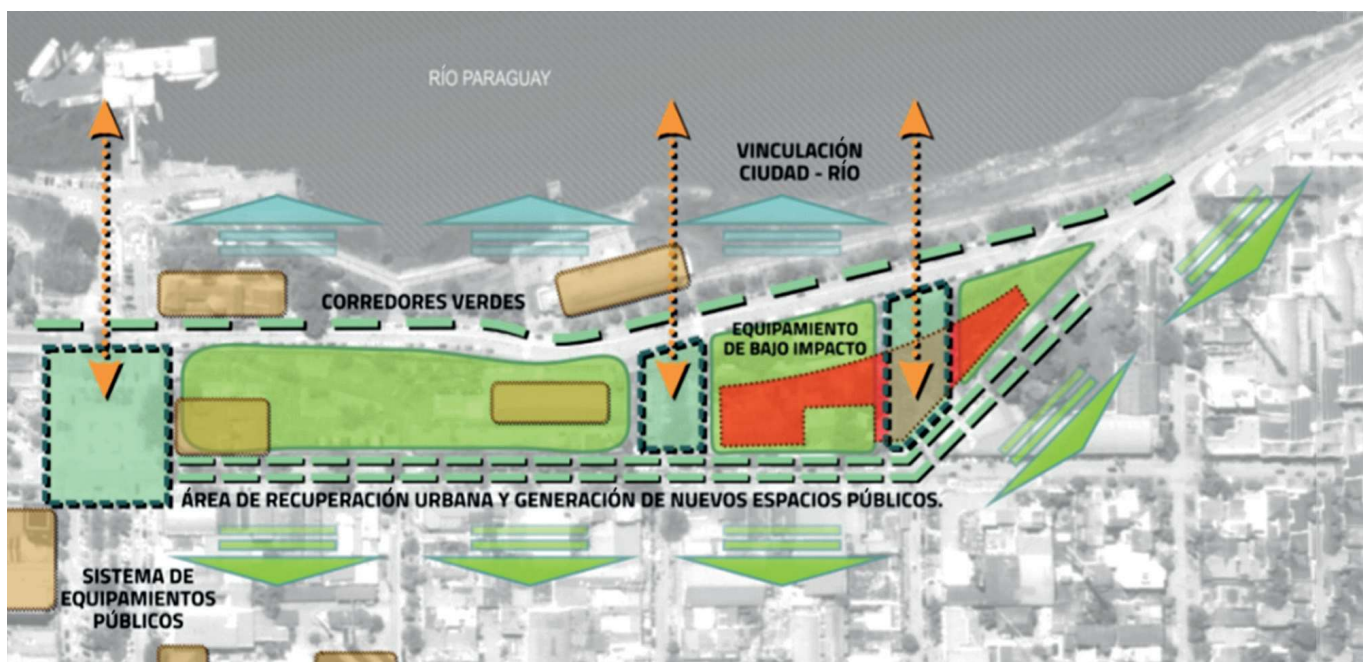 RÍO PARAGUAY
VINCULACIÓN
CIUDAD - RÍO
CORREDORES VERDES
EQUIPAMIENTO
DE BAJO IMPACTO
ÁREA DE RECUPERACIÓN URBANA Y GENERACIÓN DE NUEVOS ESPACIOS PÚBLICOS.
SISTEMA DE
EQUIPAMIENTOS
PÚBLICOS